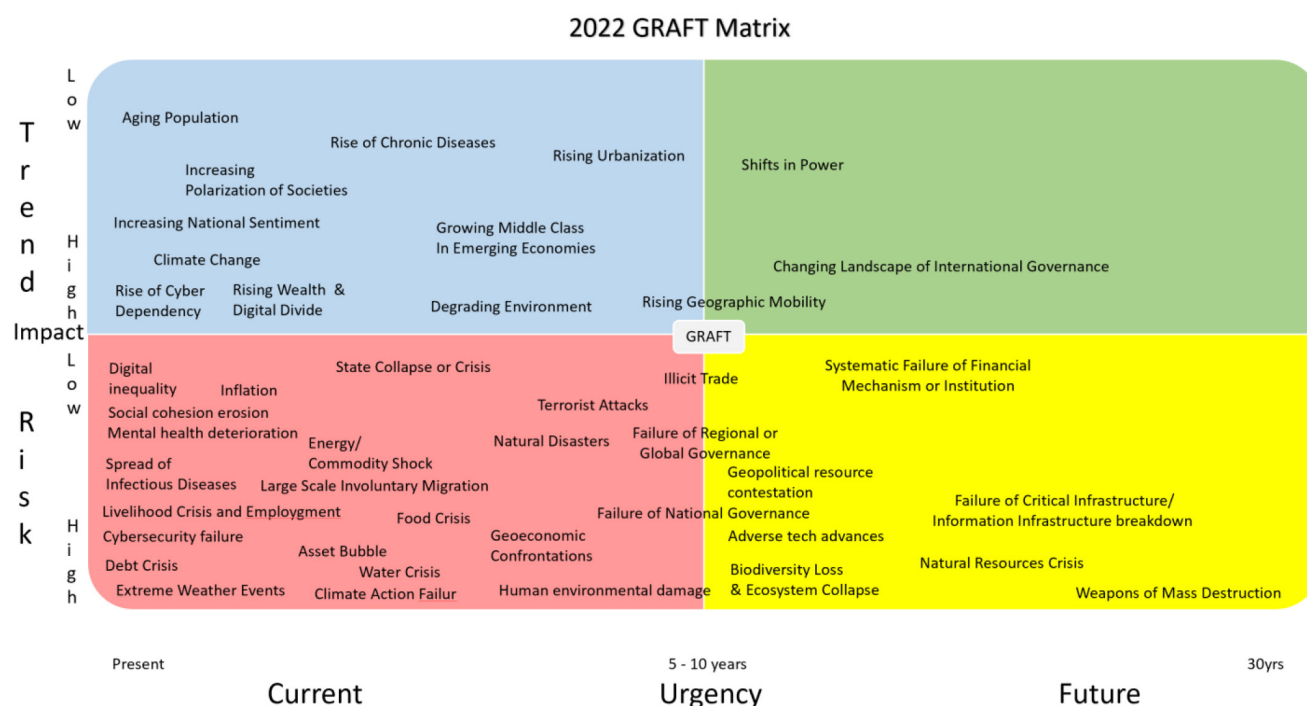 2022 GRAFT Matrix
Trend
Impact
Risk
Low
High
Low
High
Aging Population
Rise of Chronic Diseases
Rising Urbanization
Increasing
Polarization of Societies
Increasing National Sentiment
Growing Middle Class
In Emerging Economies
Climate Change
Rise of Cyber
Dependency
Rising Wealth &
Digital Divide
Degrading Environment
Rising Geographic Mobility
Shifts in Power
Changing Landscape of International Governance
GRAFT
Digital
inequality
State Collapse or Crisis
Inflation
Illicit Trade
Social cohesion erosion
Terrorist Attacks
Mental health deterioration
Energy/
Commodity Shock
Natural Disasters
Failure of Regional or
Global Governance
Spread of
Infectious Diseases
Large Scale Involuntary Migration
Livelihood Crisis and Employgment
Food Crisis
Failure of National Governance
Cybersecurity failure
Asset Bubble
Geoeconomic
Confrontations
Debt Crisis
Water Crisis
Extreme Weather Events
Climate Action Failur
Human environmental damage
Systematic Failure of Financial
Mechanism or Institution
Geopolitical resource
contestation
Failure of Critical Infrastructure/
Information Infrastructure breakdown
Adverse tech advances
Biodiversity Loss
& Ecosystem Collapse
Natural Resources Crisis
Weapons of Mass Destruction
Present
5 - 10 years
30yrs
Current
Urgency
Future